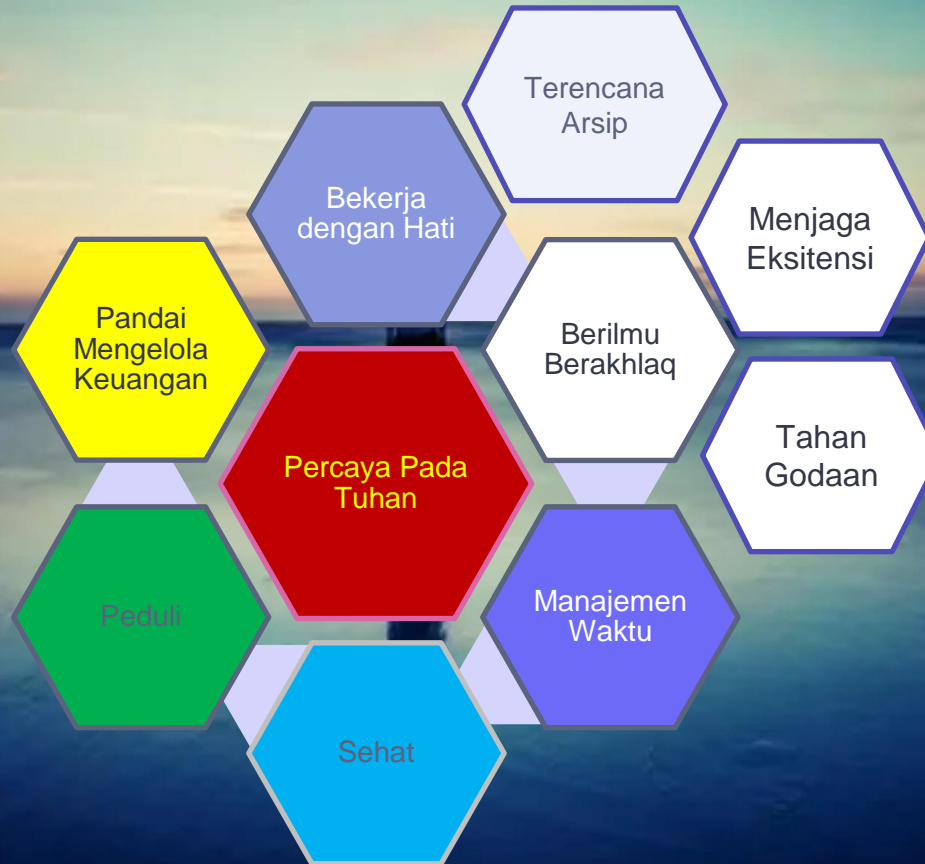 Terencana
Arsip
Bekerja
dengan Hati
Menjaga
Eksitensi
Pandai
Mengelola
Keuangan
Berilmu
Berakhlaq
Percaya Pada
Tuhan
Tahan
Godaan
Peduli
Manajemen
Waktu
Sehat